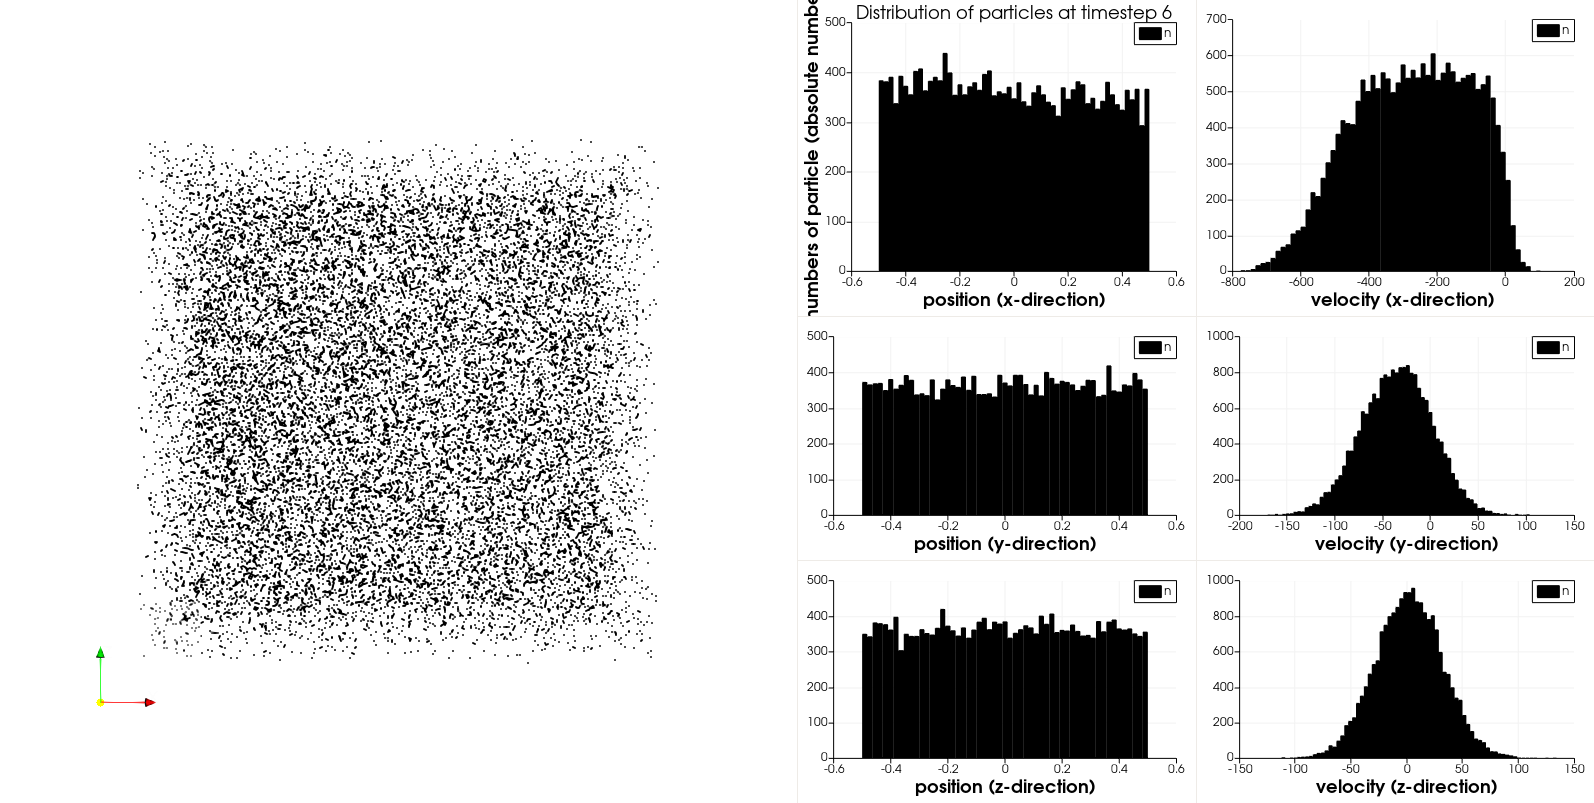 Distribution of particles at timestep 6
numbers of particle (absolute numbe
500
400
300
200
100
0
-0.6 -0.4 -0.2 0 0.2 0.4 0.6
position (x-direction)
n
700
600
500
400
300
200
100
0
-800 -600 -400 -200 0 200
velocity (x-direction)
n
500
400
300
200
100
0
-0.6 -0.4 -0.2 0 0.2 0.4 0.6
position (y-direction)
n
1000
800
600
400
200
0
-200 -150 -100 -50 0 50 100 150
velocity (y-direction)
n
500
400
300
200
100
0
-0.6 -0.4 -0.2 0 0.2 0.4 0.6
position (z-direction)
n
1000
800
600
400
200
0
-150 -100 -50 0 50 100 150
velocity (z-direction)
n